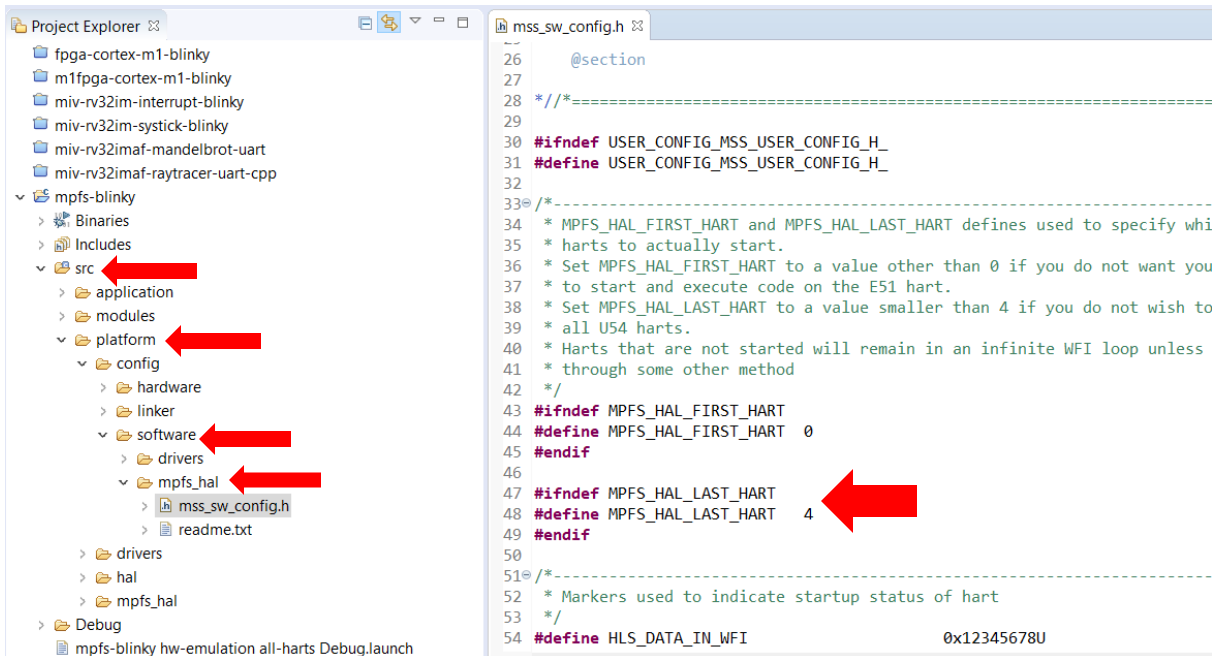 Project Explorer
fpga-cortex-m1-blinky
m1fpga-cortex-m1-blinky
miv-rv32im-interrupt-blinky
miv-rv32im-systick-blinky
miv-rv32imaf-mandelbrot-uart
miv-rv32imaf-raytracer-uart-cpp
mpfs-blinky
Binaries
Includes
src
application
modules
platform
config
hardware
linker
software
drivers
mpfs_hal
mss_sw_config.h
readme.txt
drivers
hal
mpfs_hal
Debug
mpfs-blinky hw-emulation all-harts Debug.launch
mss_sw_config.h
26 @section
27
28 *//*=====================================================================
29
30 #ifndef USER_CONFIG_MSS_USER_CONFIG_H_
31 #define USER_CONFIG_MSS_USER_CONFIG_H_
32
33 /*-----------------------------------------------------------------------
34 * MPFS_HAL_FIRST_HART and MPFS_HAL_LAST_HART defines used to specify whi
35 * harts to actually start.
36 * Set MPFS_HAL_FIRST_HART to a value other than 0 if you do not want you
37 * to start and execute code on the E51 hart.
38 * Set MPFS_HAL_LAST_HART to a value smaller than 4 if you do not wish to
39 * all U54 harts.
40 * Harts that are not started will remain in an infinite WFI loop unless
41 * through some other method
42 */
43 #ifndef MPFS_HAL_FIRST_HART
44 #define MPFS_HAL_FIRST_HART 0
45 #endif
46
47 #ifndef MPFS_HAL_LAST_HART
48 #define MPFS_HAL_LAST_HART 4
49 #endif
50
51 /*-----------------------------------------------------------------------
52 * Markers used to indicate startup status of hart
53 */
54 #define HLS_DATA_IN_WFI 0x12345678U